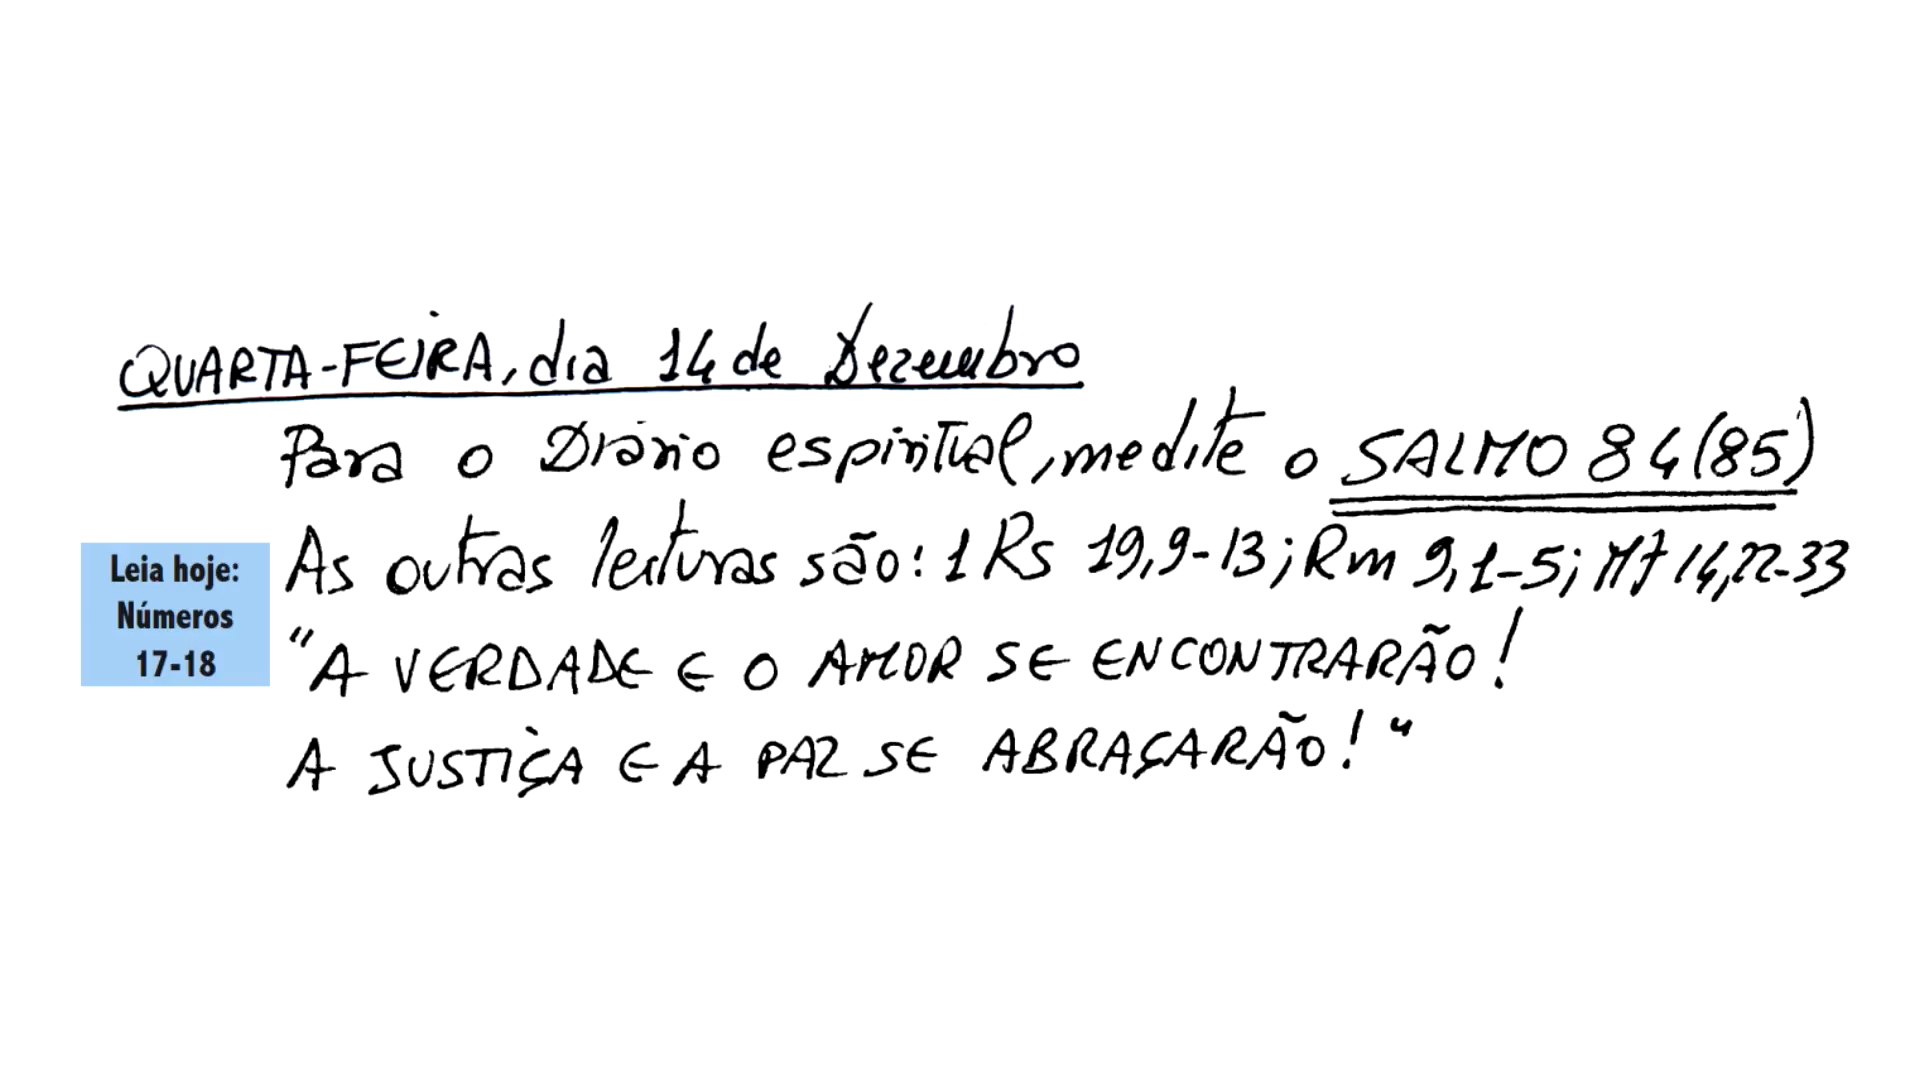 QUARTA-FEIRA, dia 14 de Dezembro
Para o Diário espiritual, medite o SALMO 84(85)
As outras leituras são: 1 Rs 19,9-13; Rm 9,1-5; Mt 14,22-33
"A VERDADE E O AMOR SE ENCONTRARÃO!
A JUSTIÇA E A PAZ SE ABRAÇARÃO!"
Leia hoje:
Números
17-18